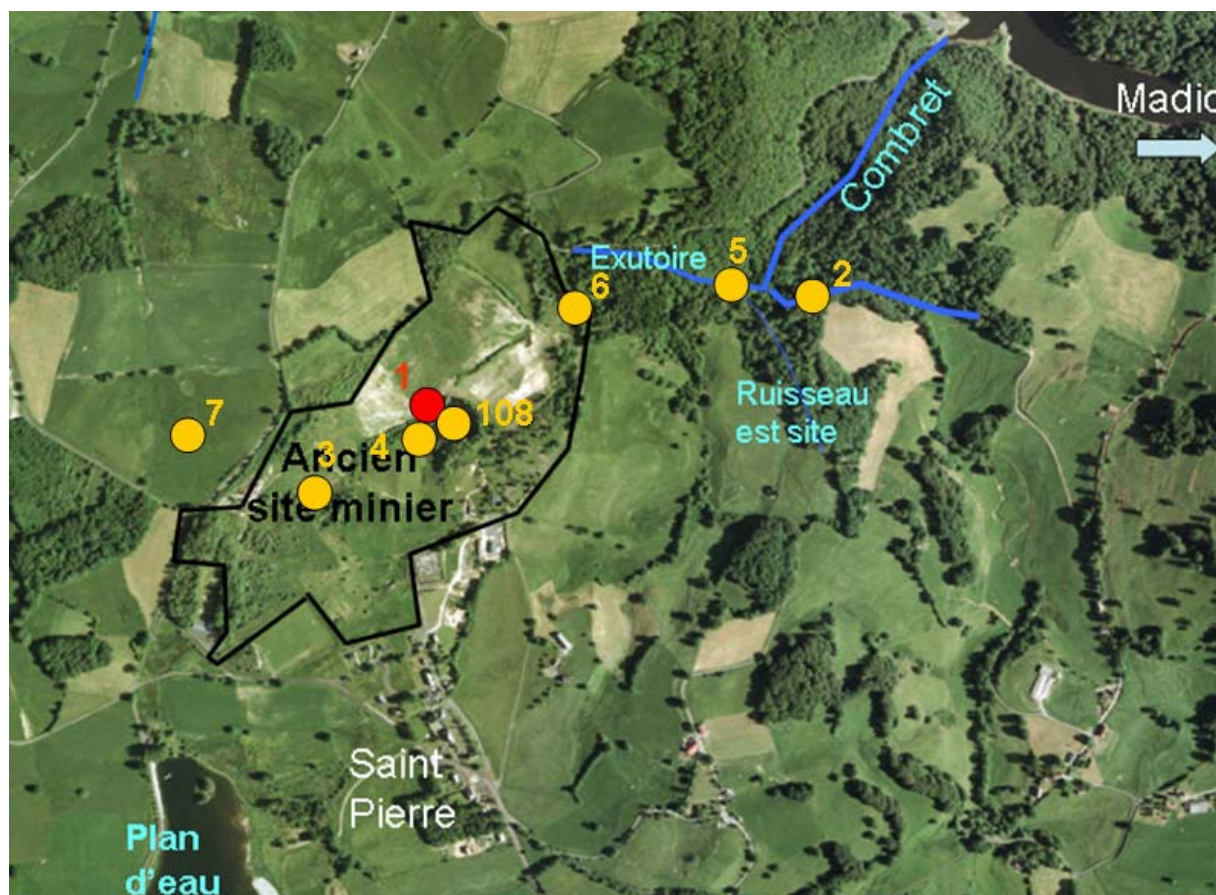 Madic
Combret
Exutoire
5
2
6
1
108
7
4
3
Ancien
site minier
Ruisseau
est site
Saint
Pierre
Plan
d'eau